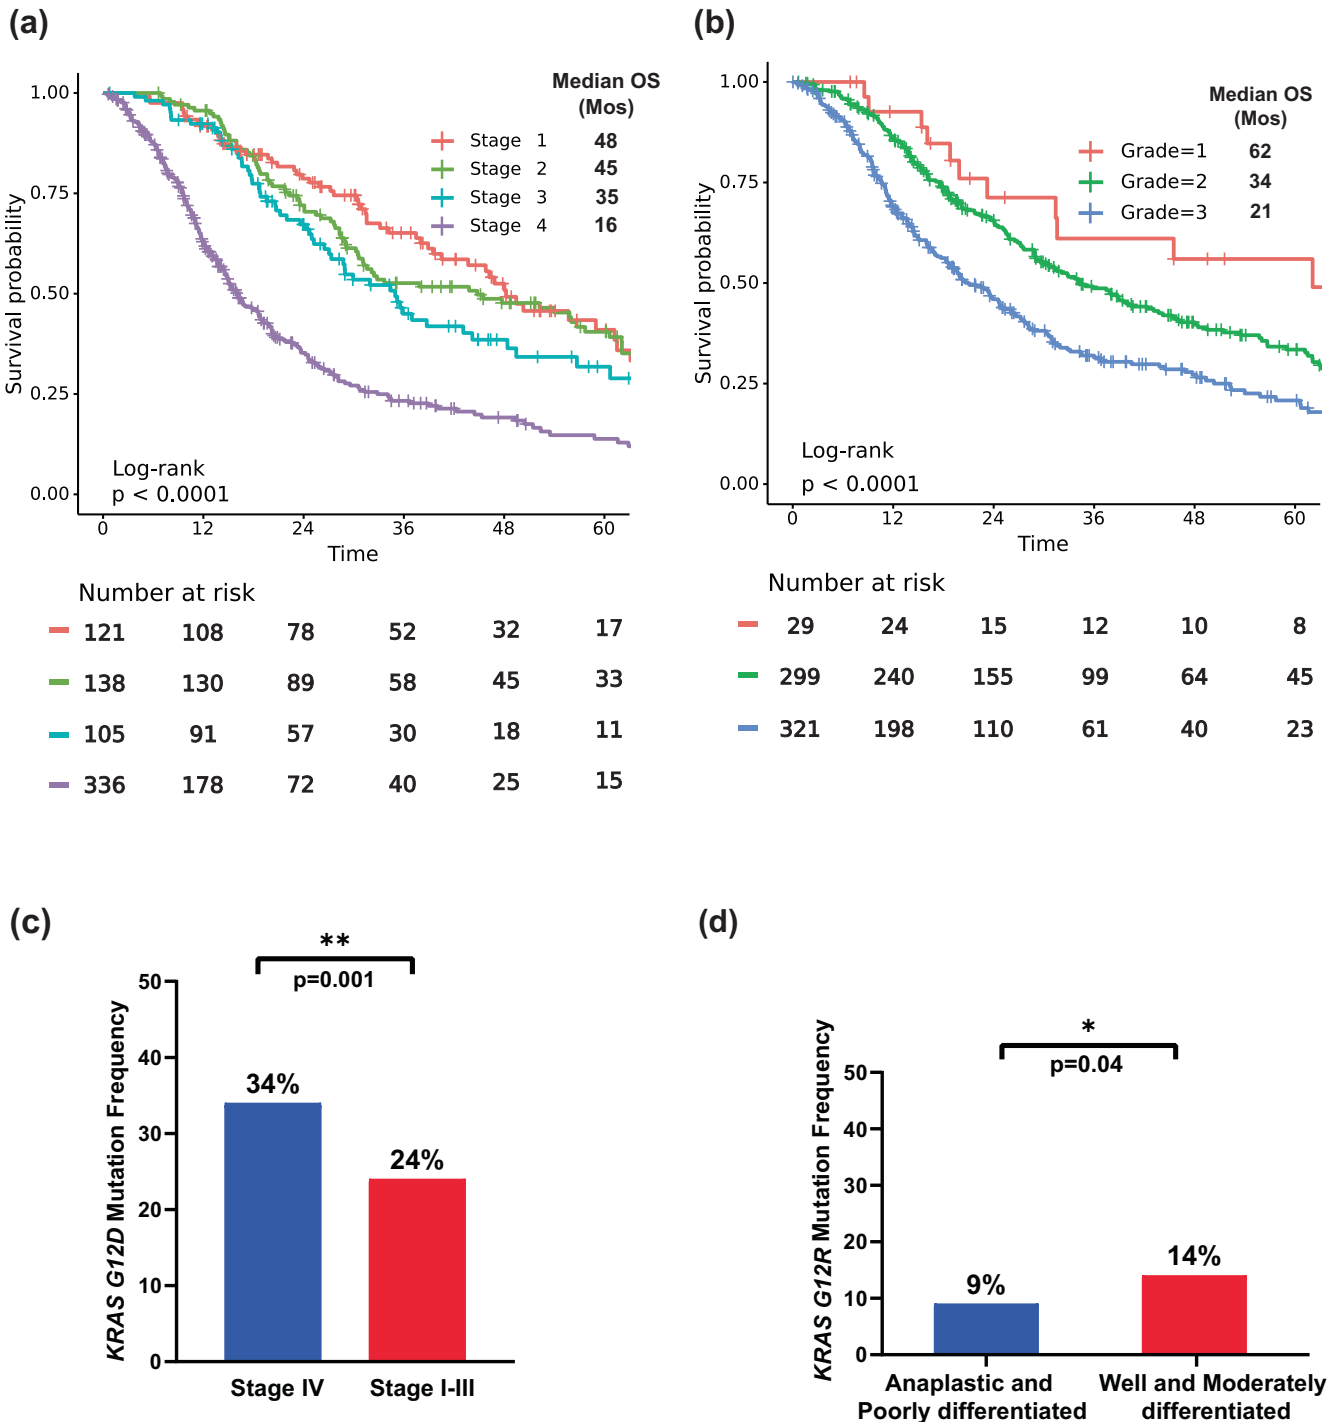 (a)
Median OS
(Mos)
Stage 1 48
Stage 2 45
Stage 3 35
Stage 4 16
Survival probability
1.00
0.75
0.50
0.25
0.00
Log-rank
p < 0.0001
0 12 24 36 48 60
Time
Number at risk
121 108 78 52 32 17
138 130 89 58 45 33
105 91 57 30 18 11
336 178 72 40 25 15
(b)
Median OS
(Mos)
Grade=1 62
Grade=2 34
Grade=3 21
Survival probability
1.00
0.75
0.50
0.25
0.00
Log-rank
p < 0.0001
0 12 24 36 48 60
Time
Number at risk
29 24 15 12 10 8
299 240 155 99 64 45
321 198 110 61 40 23
(c)
**
p=0.001
KRAS G12D Mutation Frequency
50
40
30
20
10
0
34%
24%
Stage IV Stage I-III
(d)
*
p=0.04
KRAS G12R Mutation Frequency
50
40
30
20
10
0
9%
14%
Anaplastic and
Poorly differentiated
Well and Moderately
differentiated